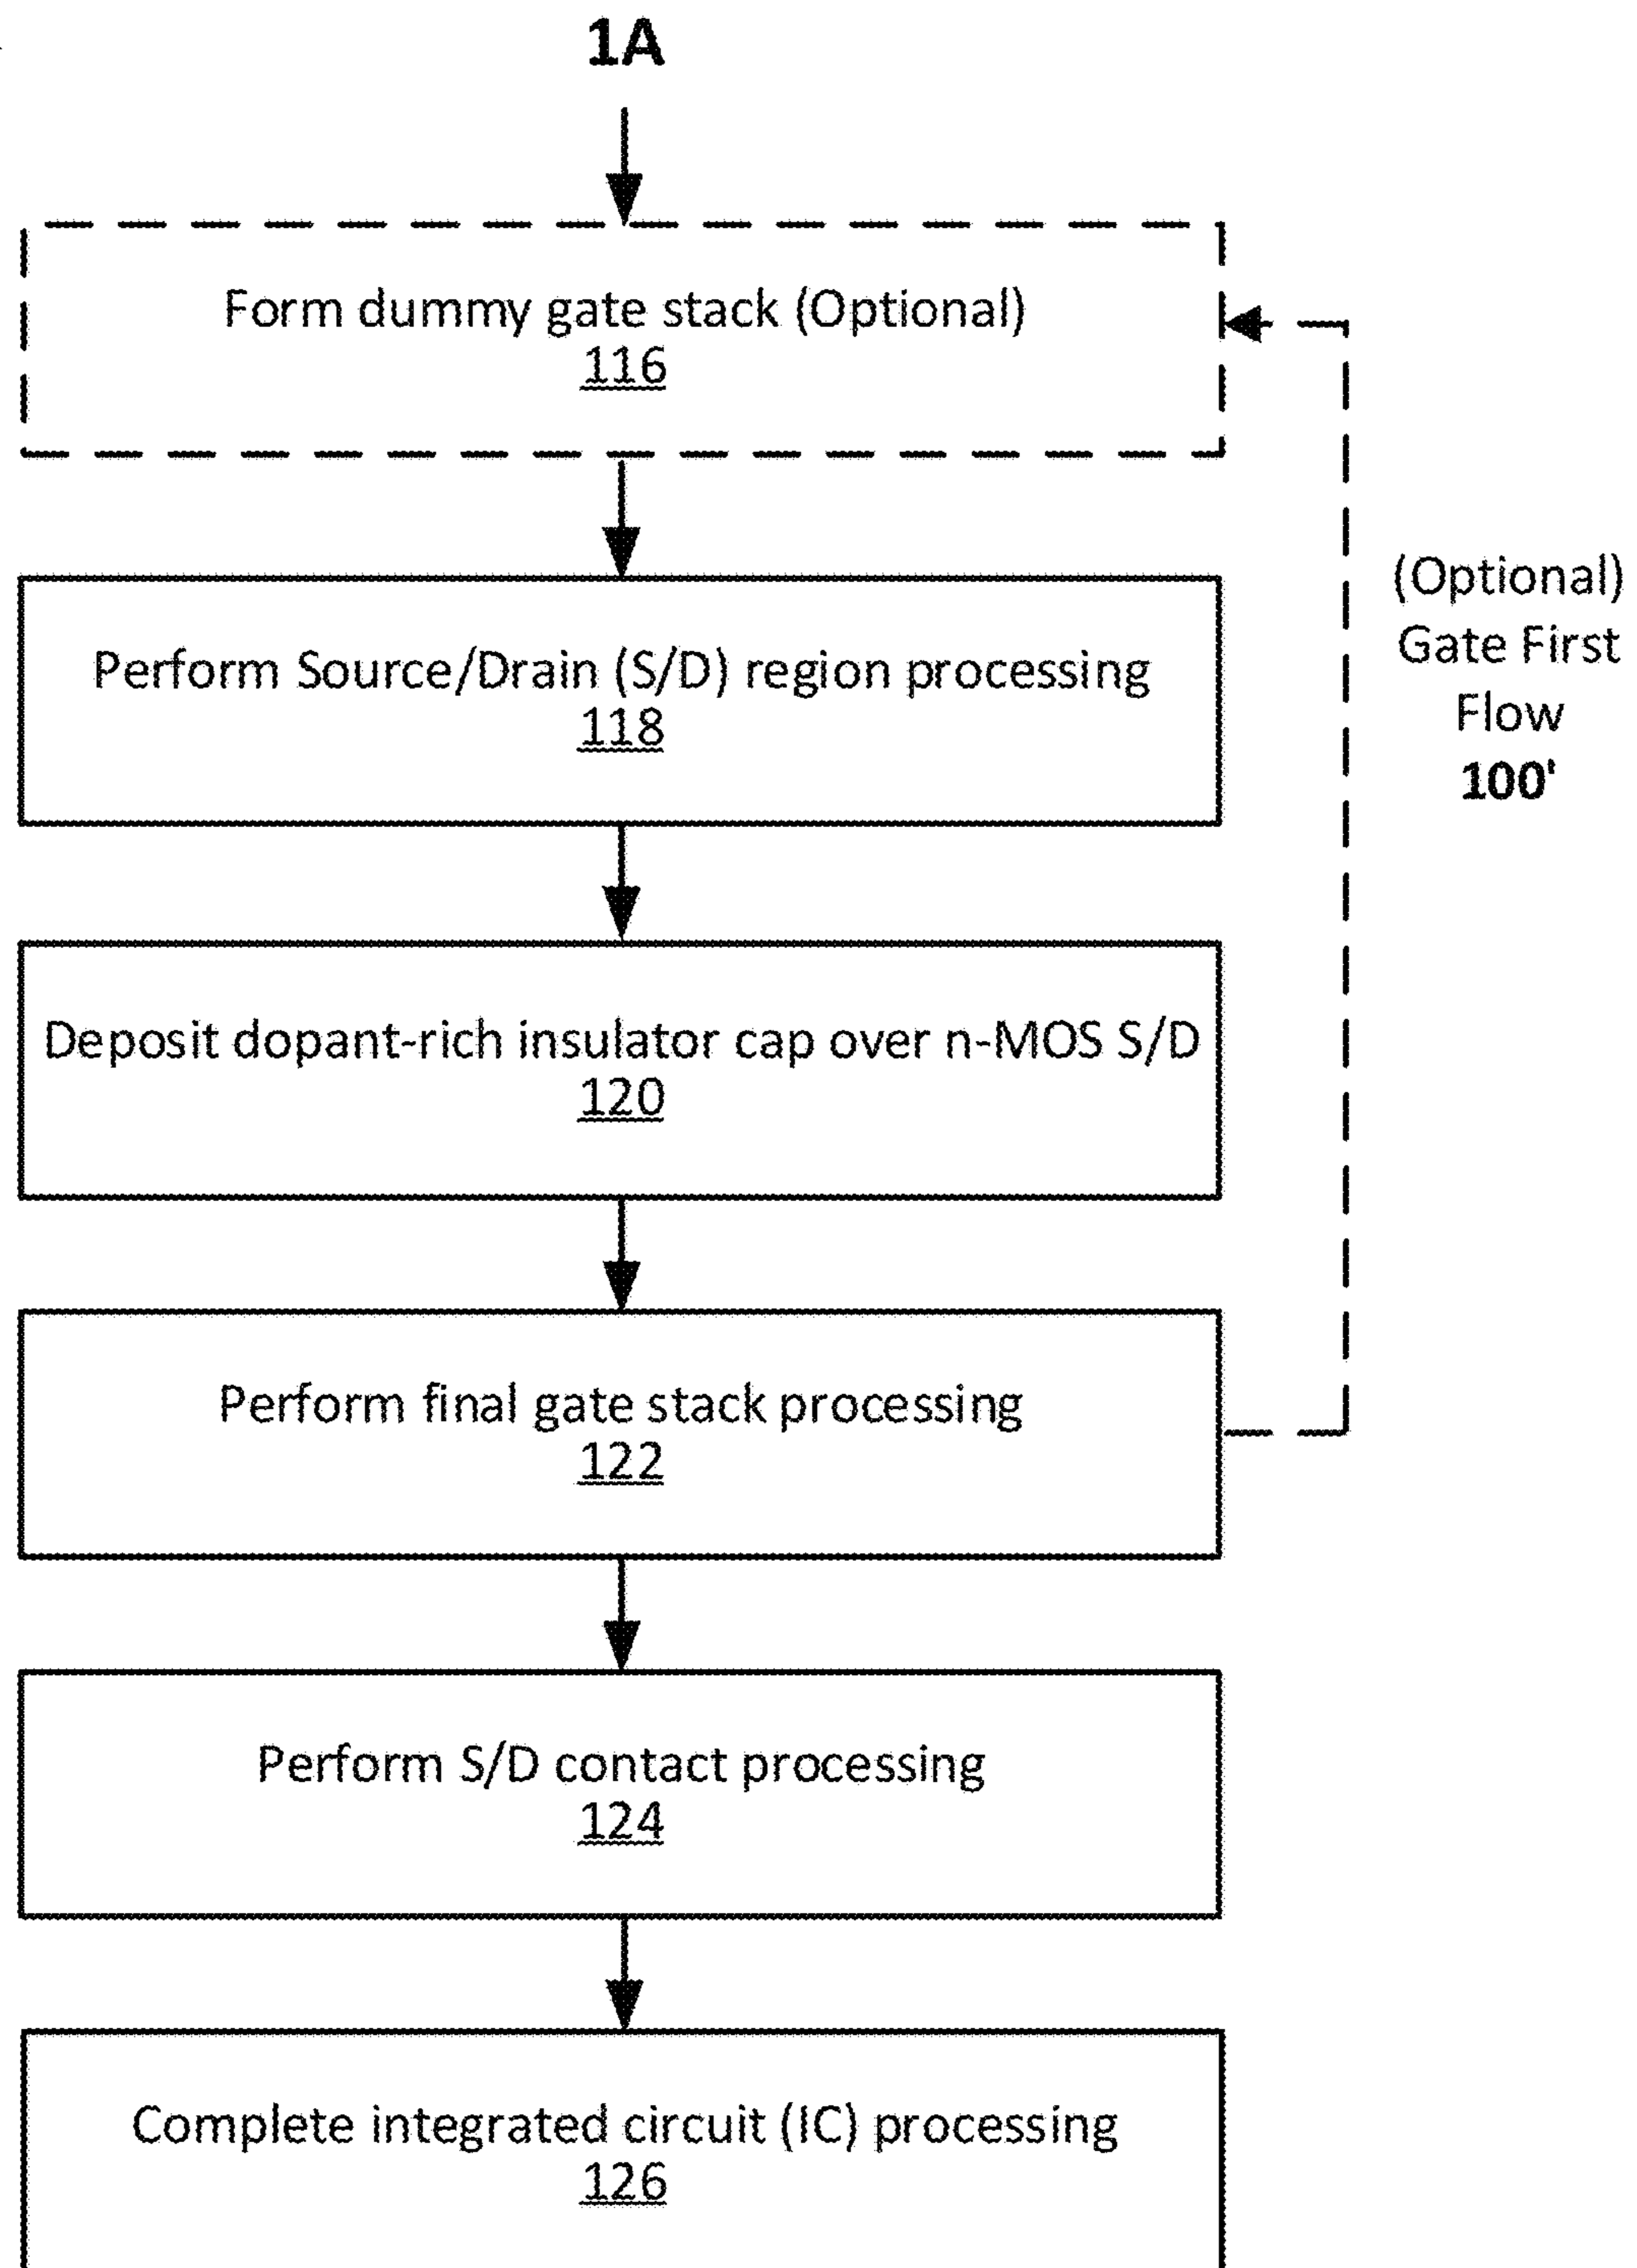 1A
Form dummy gate stack (Optional)
116
Perform Source/Drain (S/D) region processing
118
(Optional)
Gate First
Flow
100'
Deposit dopant-rich insulator cap over n-MOS S/D
120
Perform final gate stack processing
122
Perform S/D contact processing
124
Complete integrated circuit (IC) processing
126